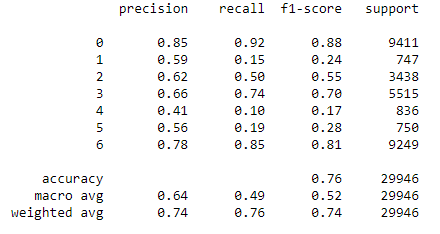 precision recall f1-score support
0 0.85 0.92 0.88 9411
1 0.59 0.15 0.24 747
2 0.62 0.50 0.55 3438
3 0.66 0.74 0.70 5515
4 0.41 0.10 0.17 836
5 0.56 0.19 0.28 750
6 0.78 0.85 0.81 9249
accuracy 0.76 29946
macro avg 0.64 0.49 0.52 29946
weighted avg 0.74 0.76 0.74 29946